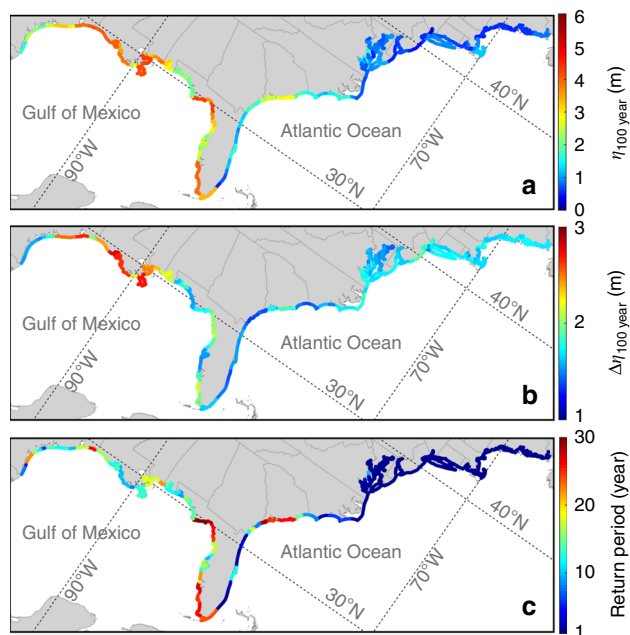 6
5
4
3
2
1
0
η100 year (m)
Gulf of Mexico
Atlantic Ocean
90°W
30°N
70°W
40°N
a
3
2
1
Δη100 year (m)
Gulf of Mexico
Atlantic Ocean
90°W
30°N
70°W
40°N
b
30
20
10
1
Return period (year)
Gulf of Mexico
Atlantic Ocean
90°W
30°N
70°W
40°N
c